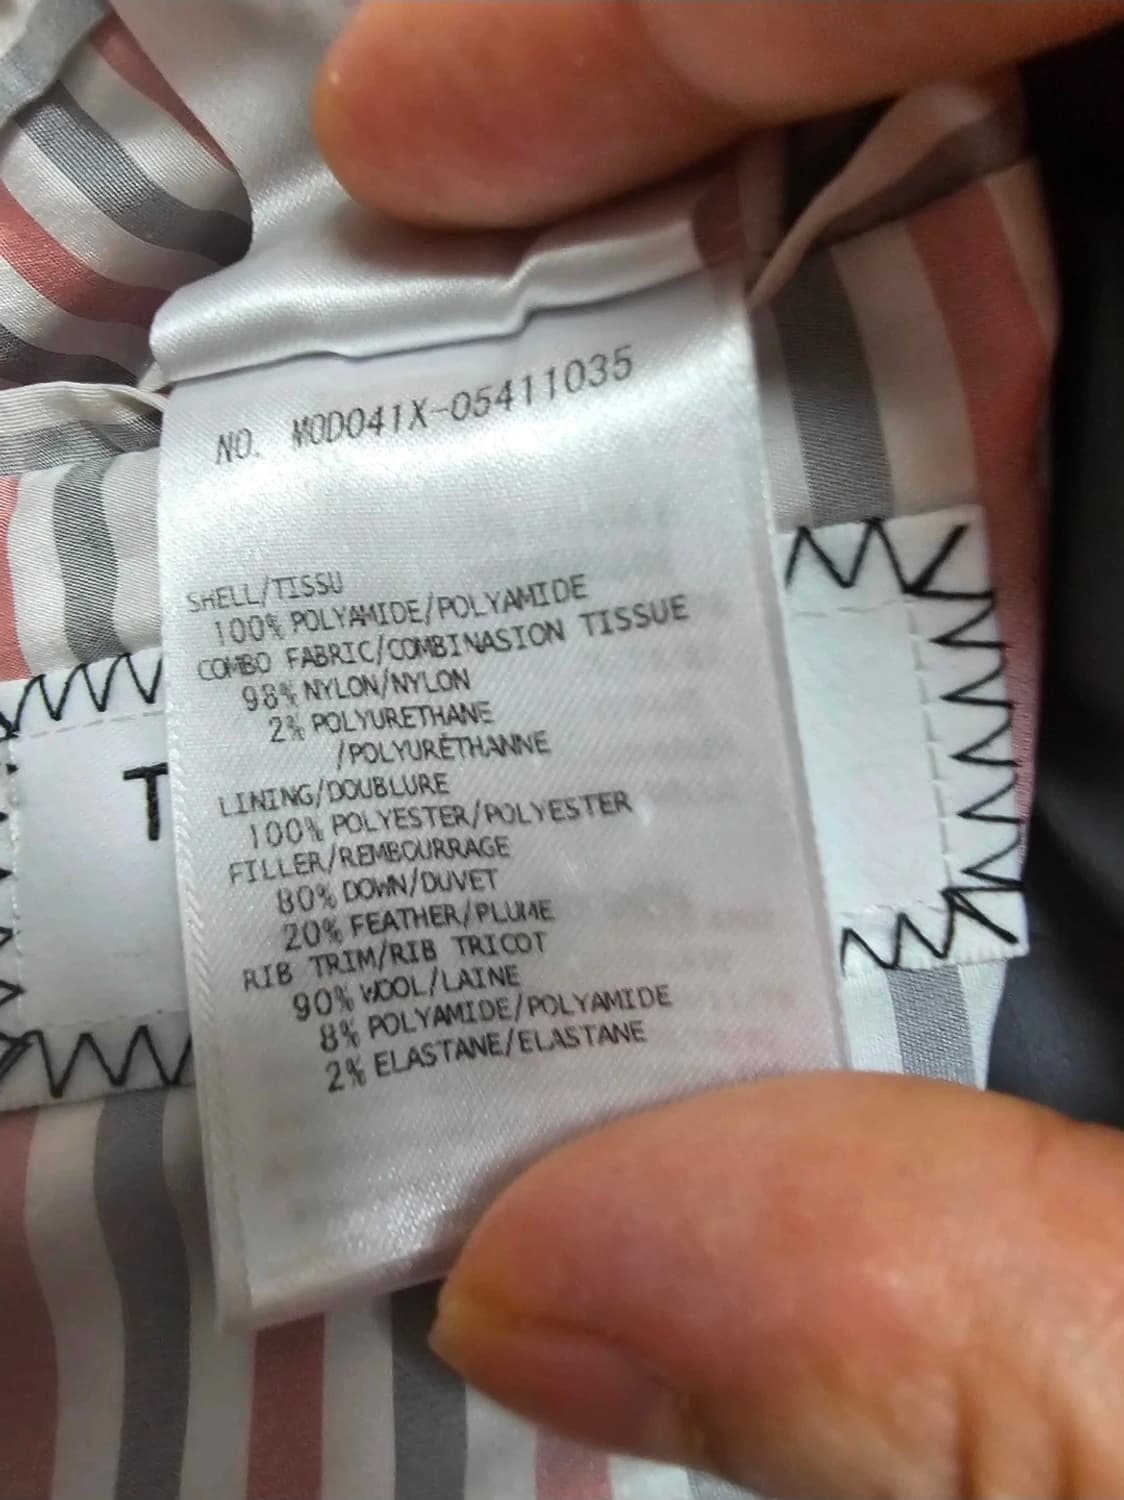 NO. MOD041X-05411035
SHELL/TISSU
100% POLYAMIDE/POLYAMIDE
COMBO FABRIC/COMBINASION TISSUE
98% NYLON/NYLON
2% POLYURETHANE
/POLYURÉTHANNE
LINING/DOUBLURE
100% POLYESTER/POLYESTER
FILLER/REMBOURRAGE
80% DOWN/DUVET
20% FEATHER/PLUME
RIB TRIM/RIB TRICOT
90% WOOL/LAINE
8% POLYAMIDE/POLYAMIDE
2% ELASTANE/ELASTANE
T